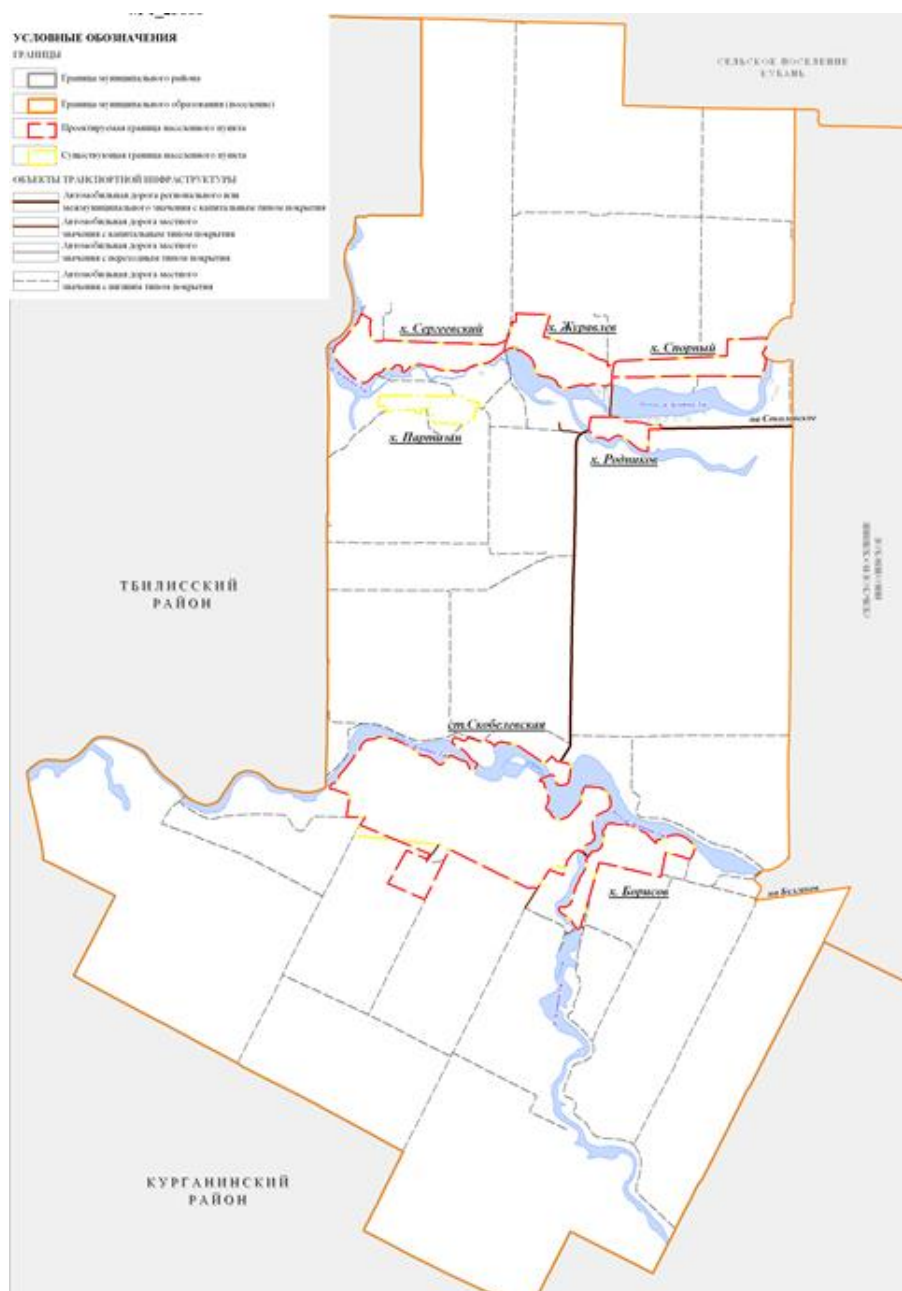 УСЛОВНЫЕ ОБОЗНАЧЕНИЯ
ГРАНИЦЫ
Граница муниципального района
Граница муниципального образования (поселение)
Проектируемая граница населенного пункта
Существующая граница населенного пункта
ОБЪЕКТЫ ТРАНСПОРТНОЙ ИНФРАСТРУКТУРЫ
Автомобильная дорога регионального или
межмуниципального значения с капитальным типом покрытия
Автомобильная дорога местного
значения с капитальным типом покрытия
Автомобильная дорога местного
значения с переходным типом покрытия
Автомобильная дорога местного
значения с низшим типом покрытия
СЕЛЬСКОЕ ПОСЕЛЕНИЕ
КУБАНЬ
х. Сергеевский
х. Журавлев
х. Спорный
х. Партизан
х. Родников
ТБИЛИССКИЙ
РАЙОН
СЕЛЬСКОЕ ПОСЕЛЕНИЕ
ст.Скобелевская
х. Борисов
КУРГАНИНСКИЙ
РАЙОН